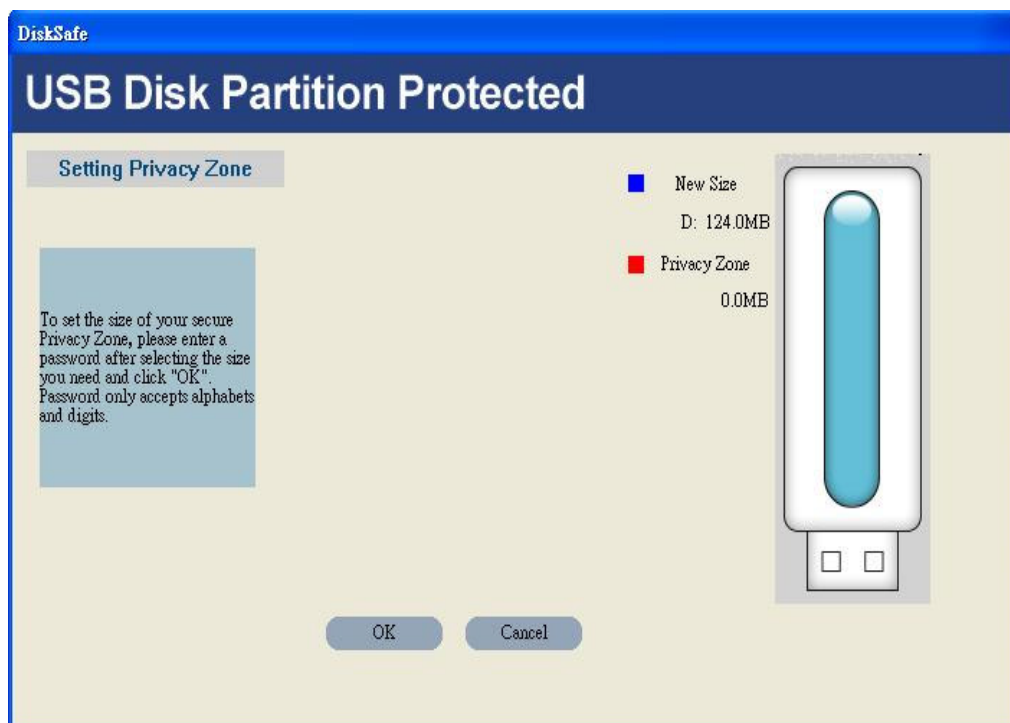 DiskSafe
USB Disk Partition Protected
Setting Privacy Zone
To set the size of your secure
Privacy Zone, please enter a
password after selecting the size
you need and click "OK".
Password only accepts alphabets
and digits.
New Size
D: 124.0MB
Privacy Zone
0.0MB
OK
Cancel